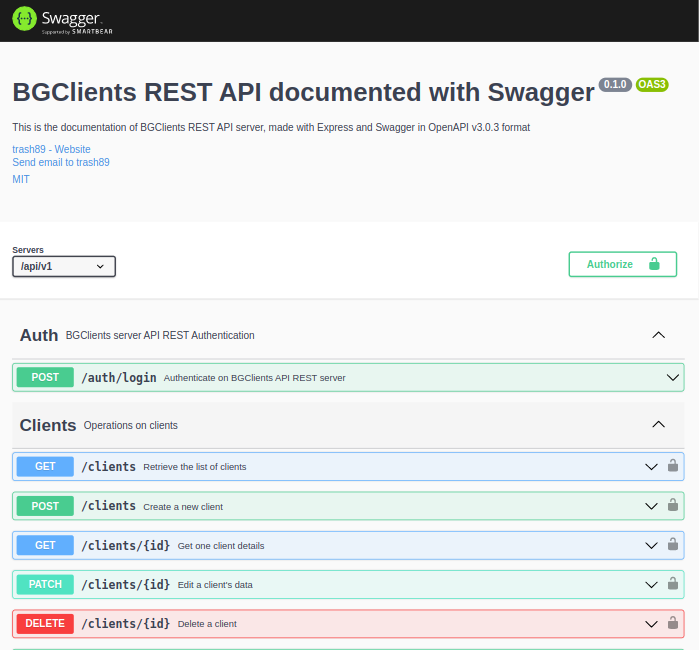 Swagger.
Supported by SMARTBEAR
BGClients REST API documented with Swagger 0.1.0 OAS3
This is the documentation of BGClients REST API server, made with Express and Swagger in OpenAPI v3.0.3 format
trash89 - Website
Send email to trash89
MIT
Servers
/api/v1
Authorize
Auth BGClients server API REST Authentication
POST /auth/login Authenticate on BGClients API REST server
Clients Operations on clients
GET /clients Retrieve the list of clients
POST /clients Create a new client
GET /clients/{id} Get one client details
PATCH /clients/{id} Edit a client's data
DELETE /clients/{id} Delete a client